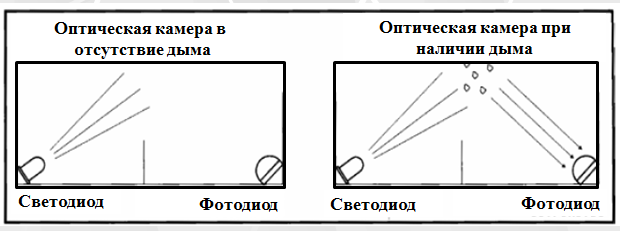 Оптическая камера в
отсутствие дыма
Светодиод
Фотодиод
Оптическая камера при
наличии дыма
Светодиод
Фотодиод